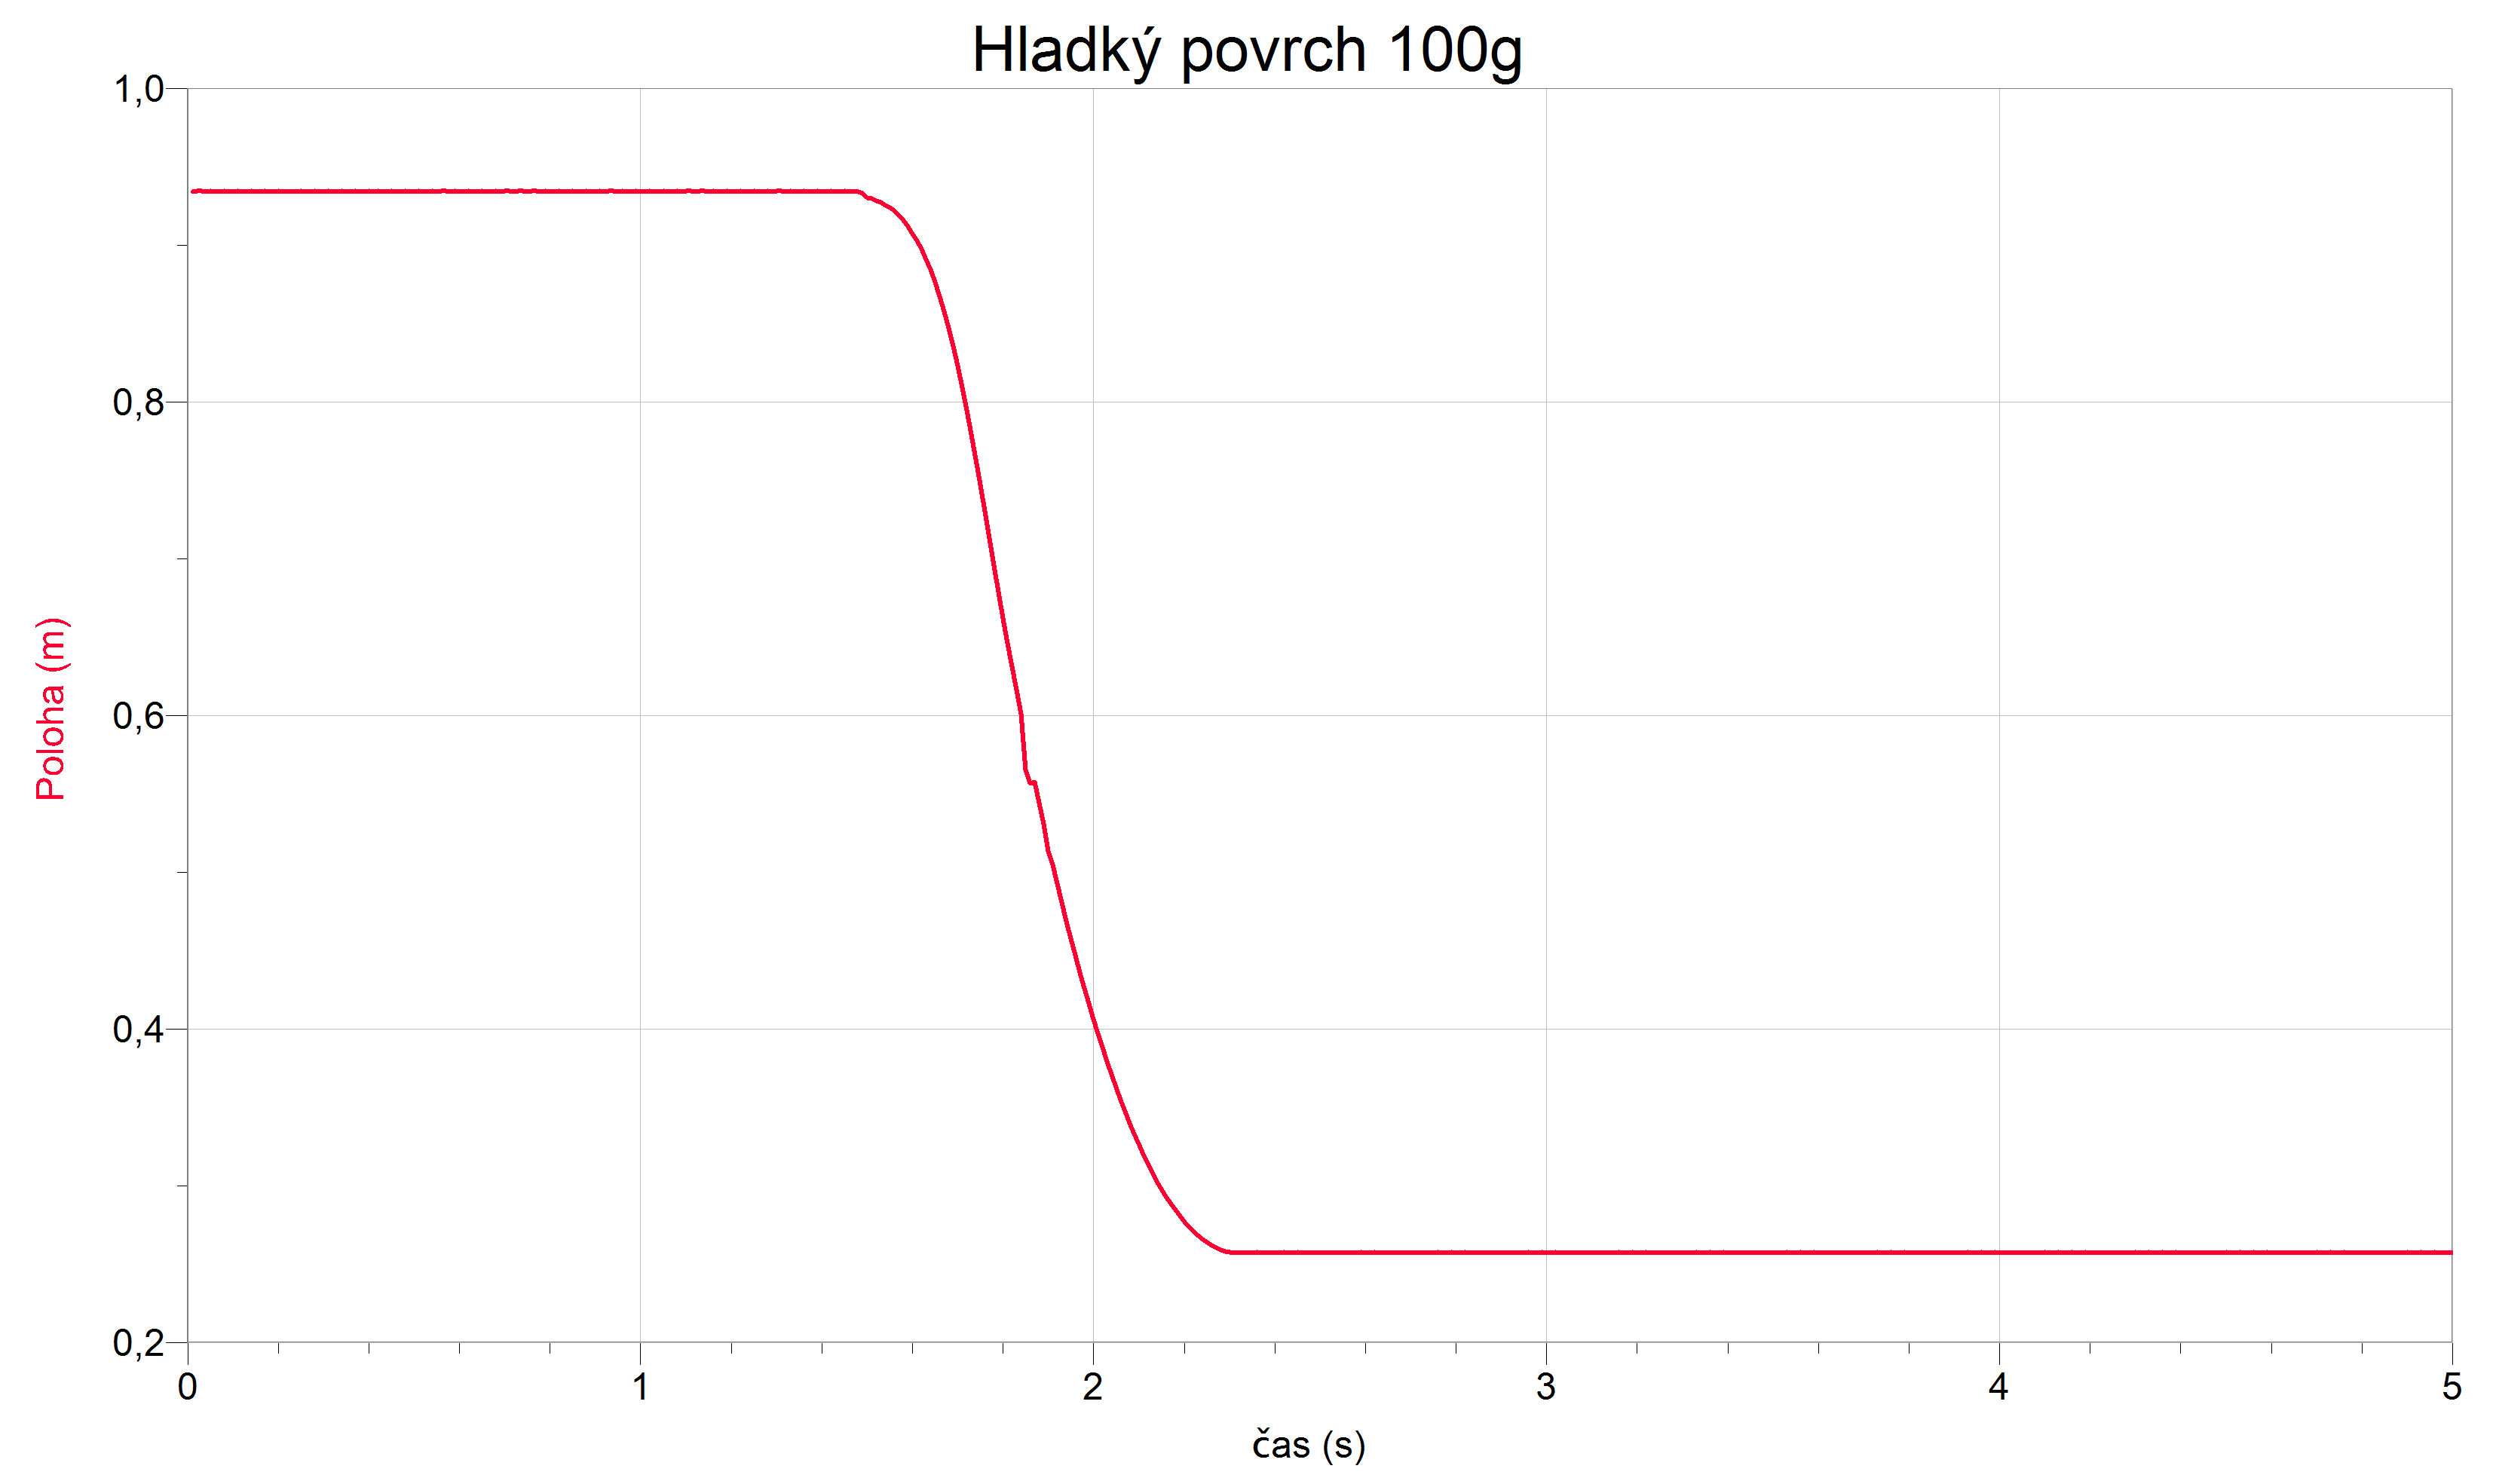 Hladký povrch 100g
1,0
0,8
0,6
0,4
0,2
Poloha (m)
0 1 2 3 4 5
čas (s)